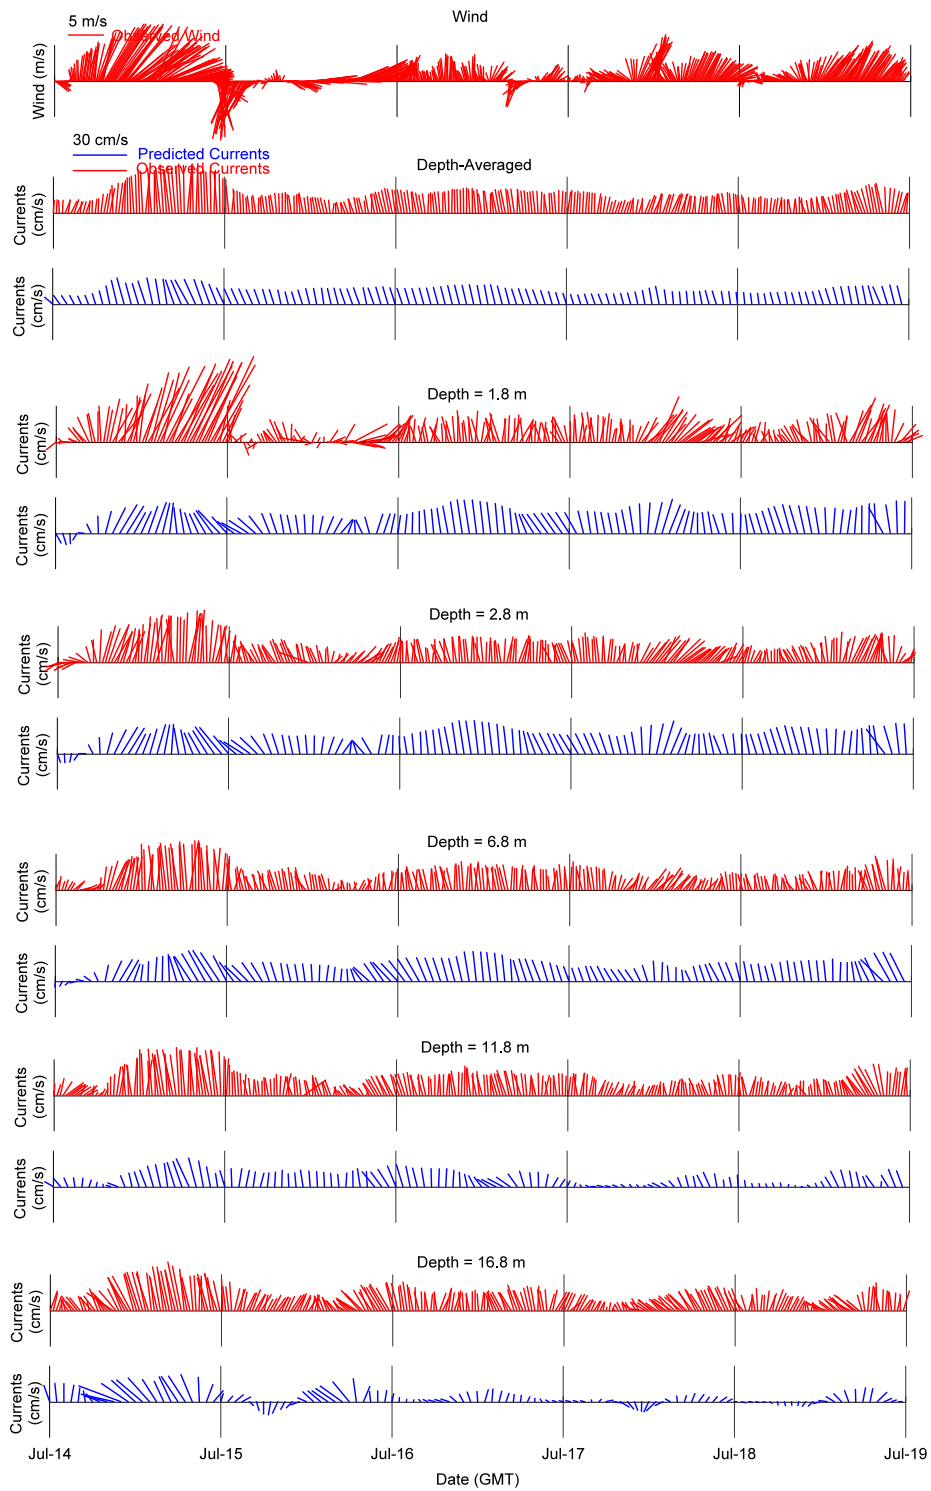 Wind
5 m/s
Observed Wind
Wind (m/s)
30 cm/s
Predicted Currents
Observed Currents
Depth-Averaged
Currents
(cm/s)
Currents
(cm/s)
Depth = 1.8 m
Currents
(cm/s)
Currents
(cm/s)
Depth = 2.8 m
Currents
(cm/s)
Currents
(cm/s)
Depth = 6.8 m
Currents
(cm/s)
Currents
(cm/s)
Depth = 11.8 m
Currents
(cm/s)
Currents
(cm/s)
Depth = 16.8 m
Currents
(cm/s)
Currents
(cm/s)
Jul-14 Jul-15 Jul-16 Jul-17 Jul-18 Jul-19
Date (GMT)